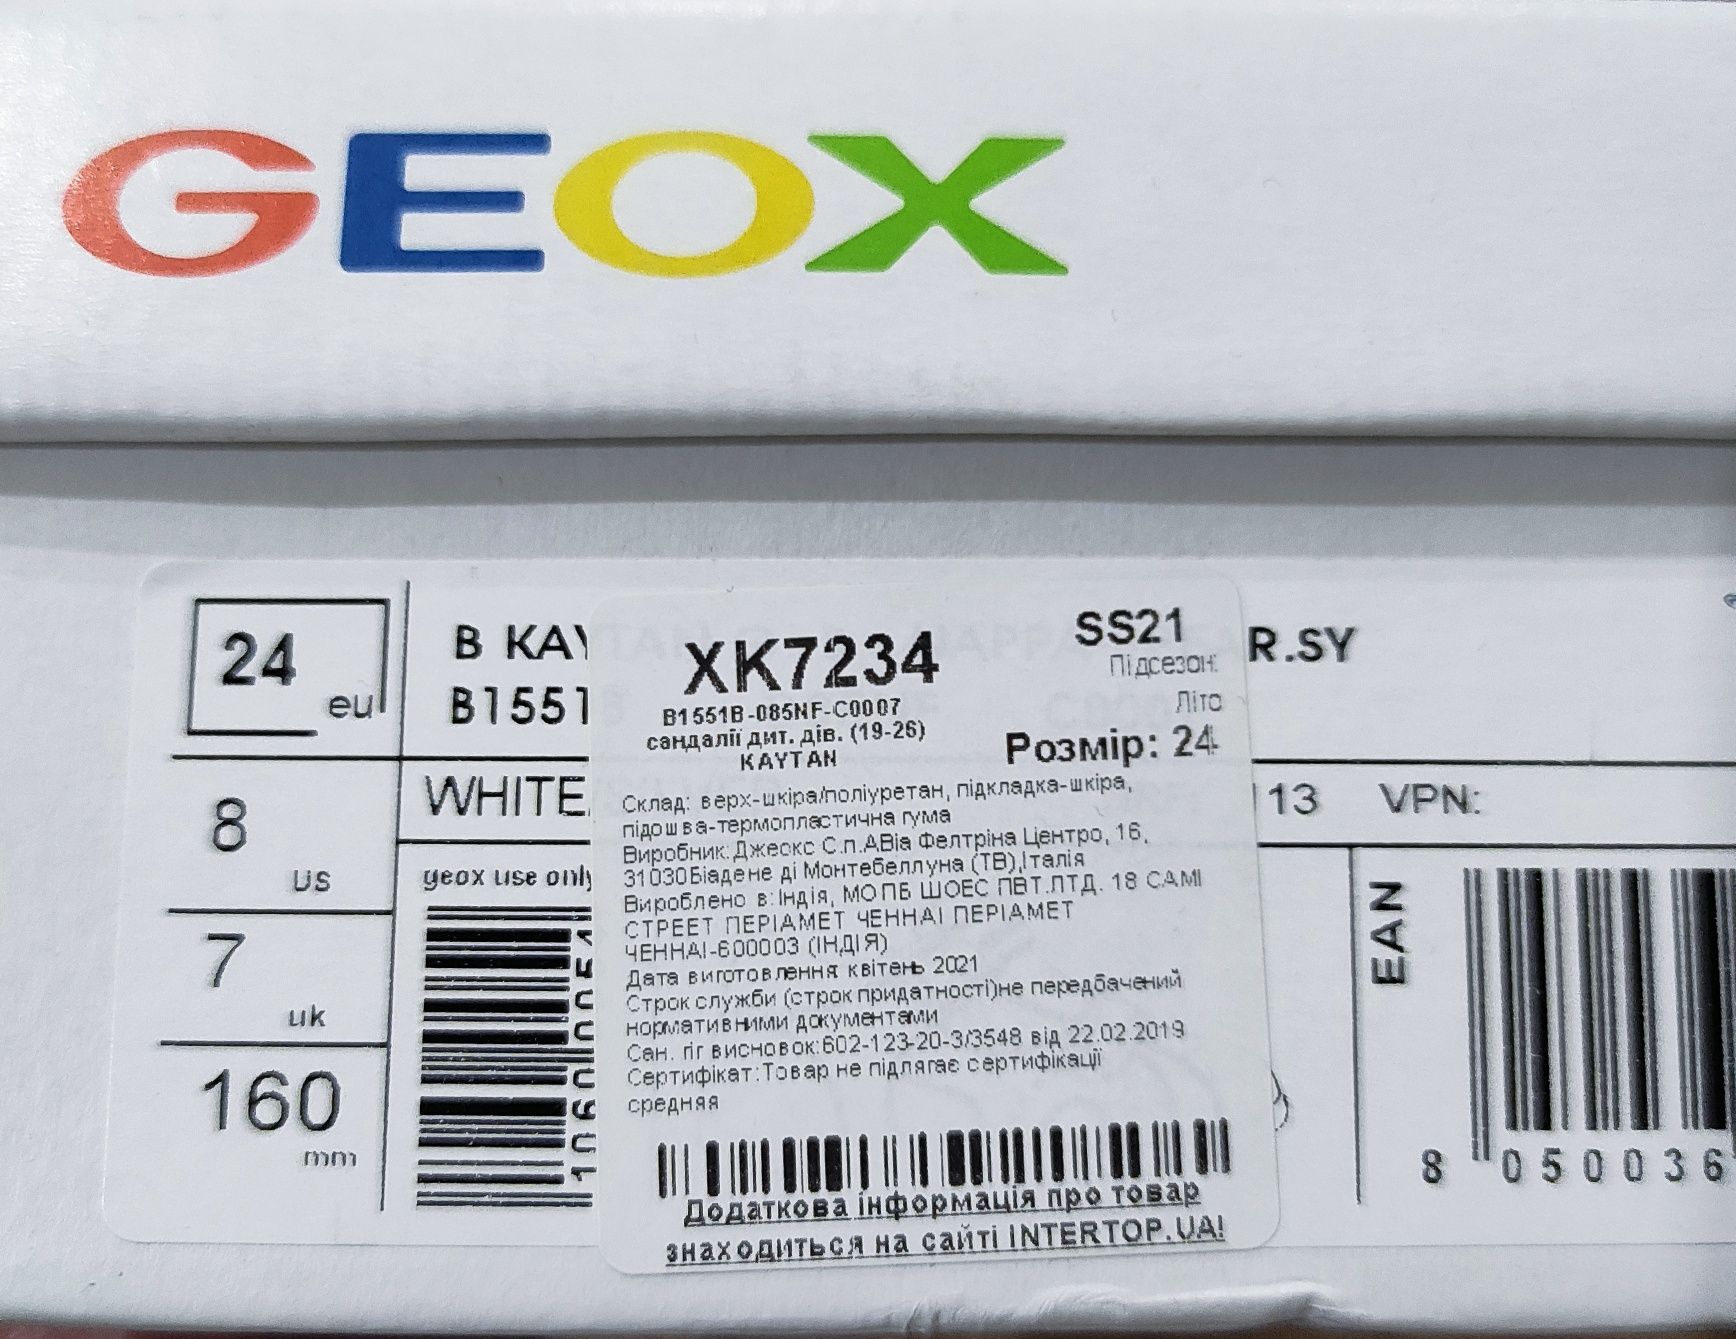 GEOX
24 eu
B KAY
R.SY
B1551
8 US
WHITE
113 VPN:
7 uk
geox use only
160 mm
EAN
8 050036
XK7234
SS21
Підсезон:
Літо
B1551B-085NF-C0007
сандалії дит. дів. (19-26)
KAYTAN
Розмір: 24
Склад: верх-шкіра/поліуретан, підкладка-шкіра,
підошва-термопластична гума
Виробник:Джеокс С.п.АВіа Фелтріна Центро, 16,
31030Біадене ді Монтебеллуна (ТВ),Італія
Вироблено в:Індія, МОПБ ШОЕС ПВТ.ЛТД. 18 САМІ
СТРЕЕТ ПЕРІАМЕТ ЧЕННАІ ПЕРІАМЕТ
ЧЕННАІ-600003 (ІНДІЯ)
Дата виготовлення квітень 2021
Строк служби (строк придатності)не передбачений
нормативними документами
Сан. гіг висновок:602-123-20-3/3548 від 22.02.2019
Сертифікат:Товар не підлягає сертифікації
средняя
Додаткова інформація про товар
знаходиться на сайті INTERTOP.UA!